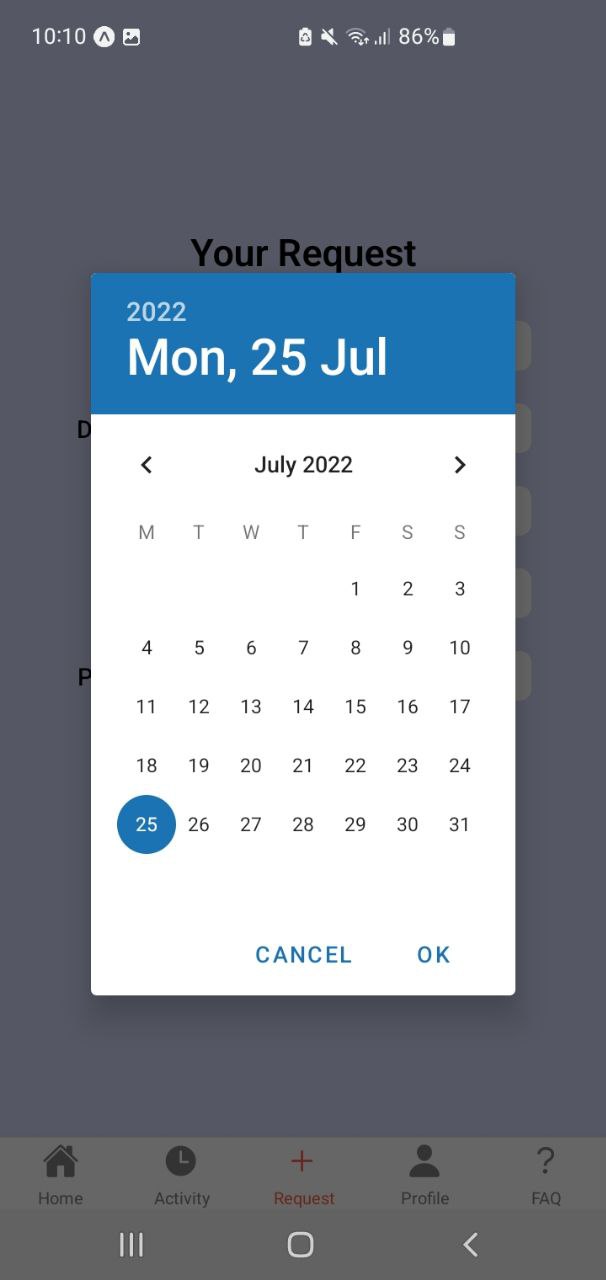 10:10 86%
Your Request
2022
Mon, 25 Jul
D
July 2022
M T W T F S S
1 2 3
4 5 6 7 8 9 10
P
11 12 13 14 15 16 17
18 19 20 21 22 23 24
25 26 27 28 29 30 31
CANCEL OK
Home Activity Request Profile FAQ